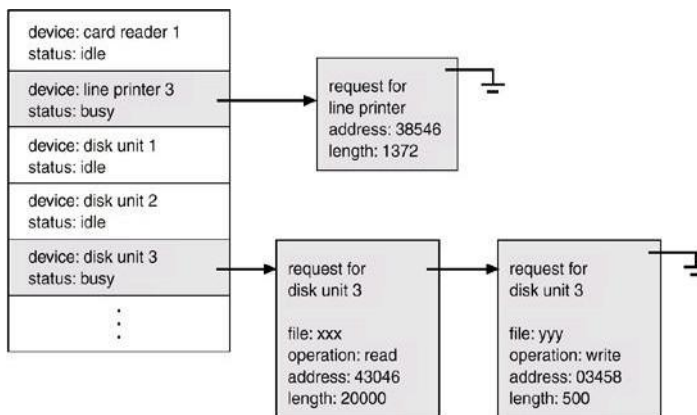 device: card reader 1
status: idle
device: line printer 3
status: busy
device: disk unit 1
status: idle
device: disk unit 2
status: idle
device: disk unit 3
status: busy
request for
line printer
address: 38546
length: 1372
request for
disk unit 3
file: xxx
operation: read
address: 43046
length: 20000
request for
disk unit 3
file: yyy
operation: write
address: 03458
length: 500